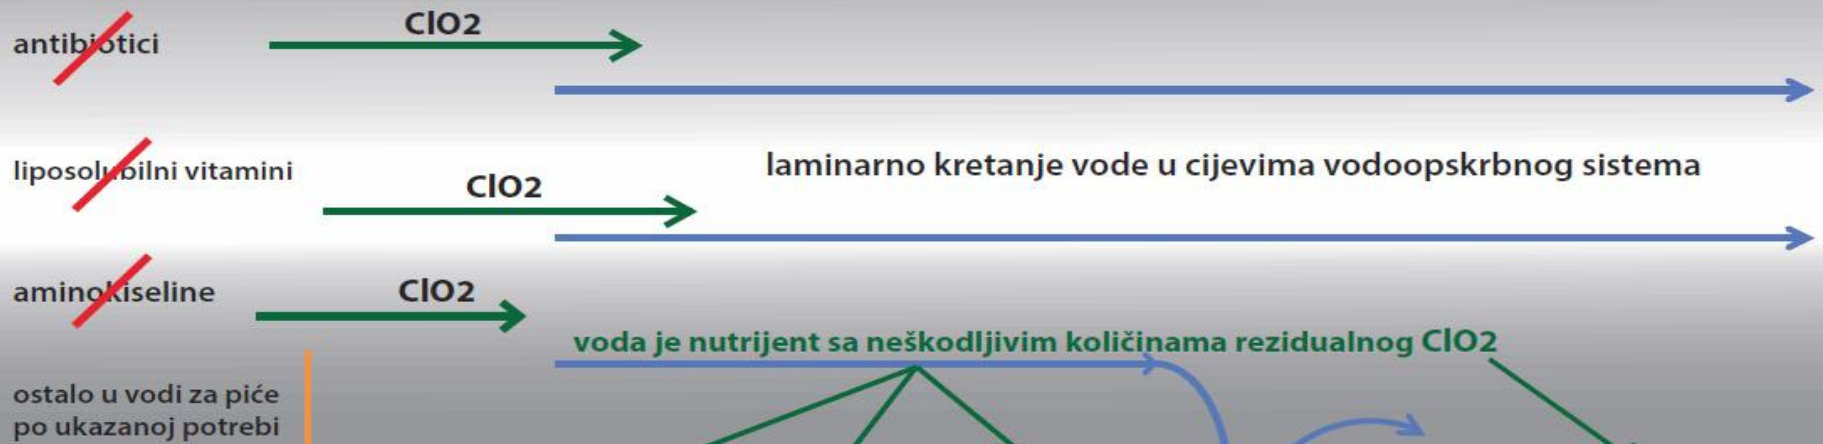 antibiotici
ClO2
liposolubilni vitamini
ClO2
laminarno kretanje vode u cijevima vodoopskrbnog sistema
aminokiseline
ClO2
voda je nutrijent sa neškodljivim količinama rezidualnog ClO2
ostalo u vodi za piće
po ukazanoj potrebi